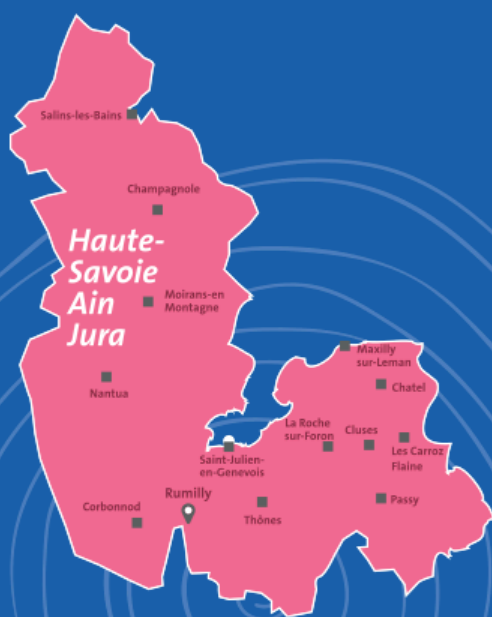 Salins-les-Bains
Champagnole
Haute-
Savoie
Ain
Jura
Moirans-en
Montagne
Maxilly
sur-Leman
Nantua
Chatel
La Roche
sur-Foron
Cluses
Les Carroz
Flaine
Saint-Julien-
en-Genevois
Rumilly
Corbonnod
Thônes
Passy